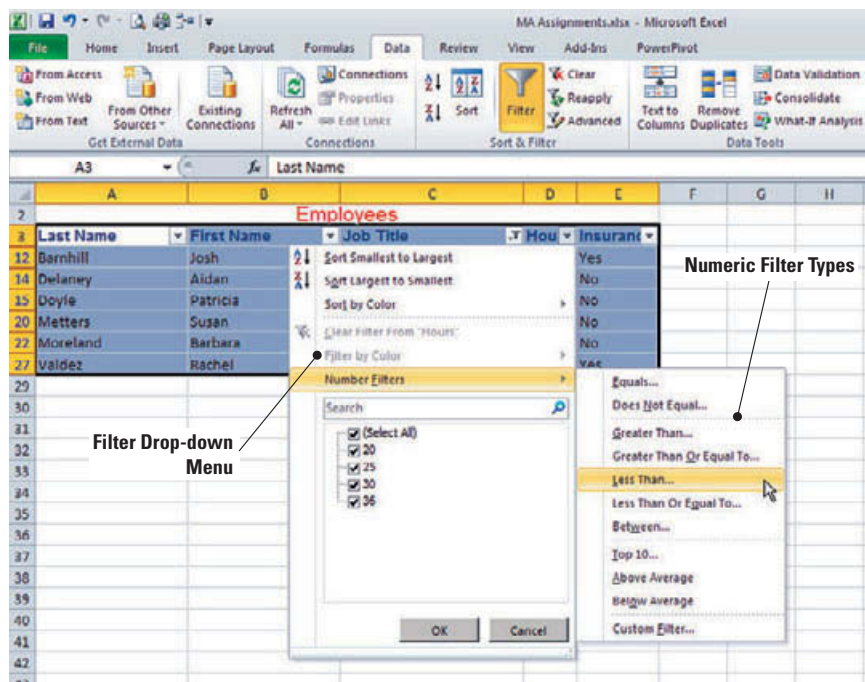 MA Assignments.xlsx - Microsoft Excel
File Home Insert Page Layout Formulas Data Review View Add-Ins PowerPivot
From Access
From Web
From Text
From Other Sources
Existing Connections
Get External Data
Refresh All
Connections
Properties
Edit Links
Connections
Sort
Filter
Clear
Reapply
Advanced
Sort & Filter
Text to Columns
Remove Duplicates
Data Validation
Consolidate
What-If Analysis
Data Tools
A3 fx Last Name
A B C D E F G H
2 Employees
3 Last Name First Name Job Title Hou Insuranc
12 Barnhill Josh Yes
14 Delaney Aidan No
15 Doyle Patricia No
20 Metters Susan No
22 Moreland Barbara No
27 Valdez Rachel Yes
29
30
31
32
33
34
35
36
37
38
39
40
41
42
Sort Smallest to Largest
Sort Largest to Smallest
Sort by Color
Clear Filter From "Hours"
Filter by Color
Number Filters
Search
(Select All)
20
25
30
36
OK Cancel
Equals...
Does Not Equal...
Greater Than...
Greater Than Or Equal To...
Less Than...
Less Than Or Equal To...
Between...
Top 10...
Above Average
Below Average
Custom Filter...
Numeric Filter Types
Filter Drop-down
Menu